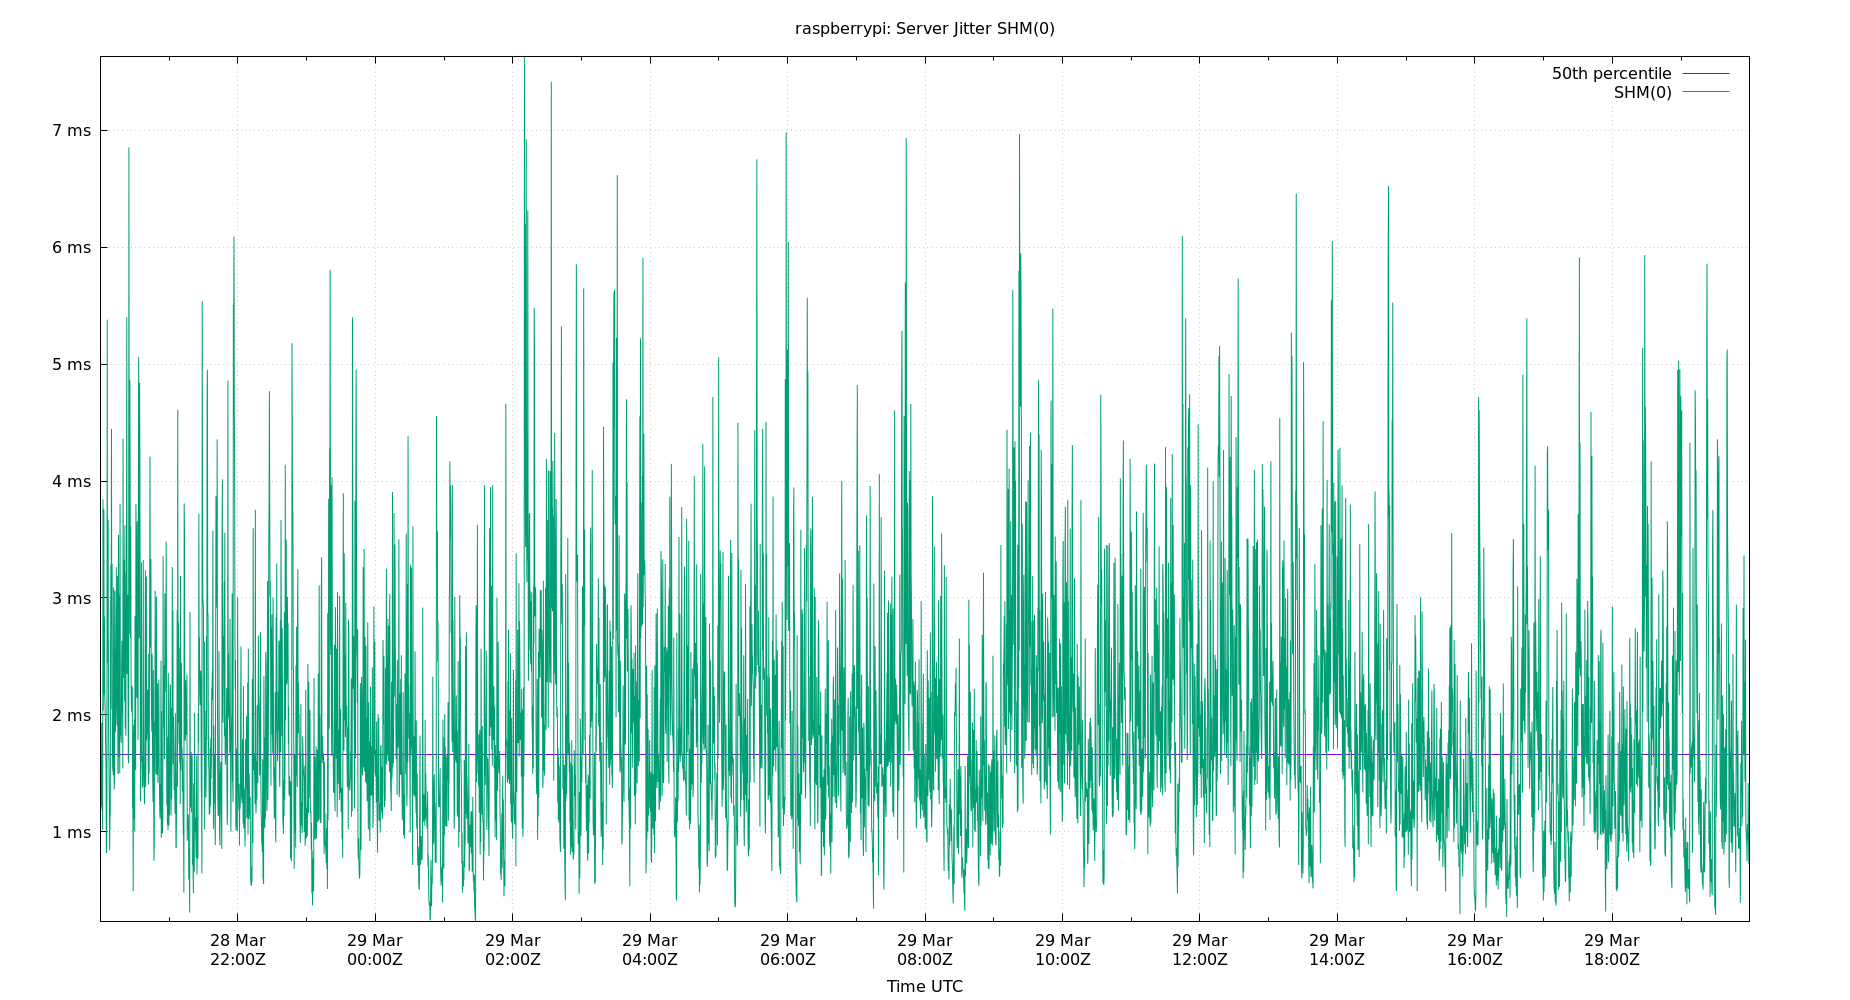 raspberrypi: Server Jitter SHM(0)
50th percentile
SHM(0)
7 ms
6 ms
5 ms
4 ms
3 ms
2 ms
1 ms
28 Mar 29 Mar 29 Mar 29 Mar 29 Mar 29 Mar 29 Mar 29 Mar 29 Mar 29 Mar 29 Mar
22:00Z 00:00Z 02:00Z 04:00Z 06:00Z 08:00Z 10:00Z 12:00Z 14:00Z 16:00Z 18:00Z
Time UTC